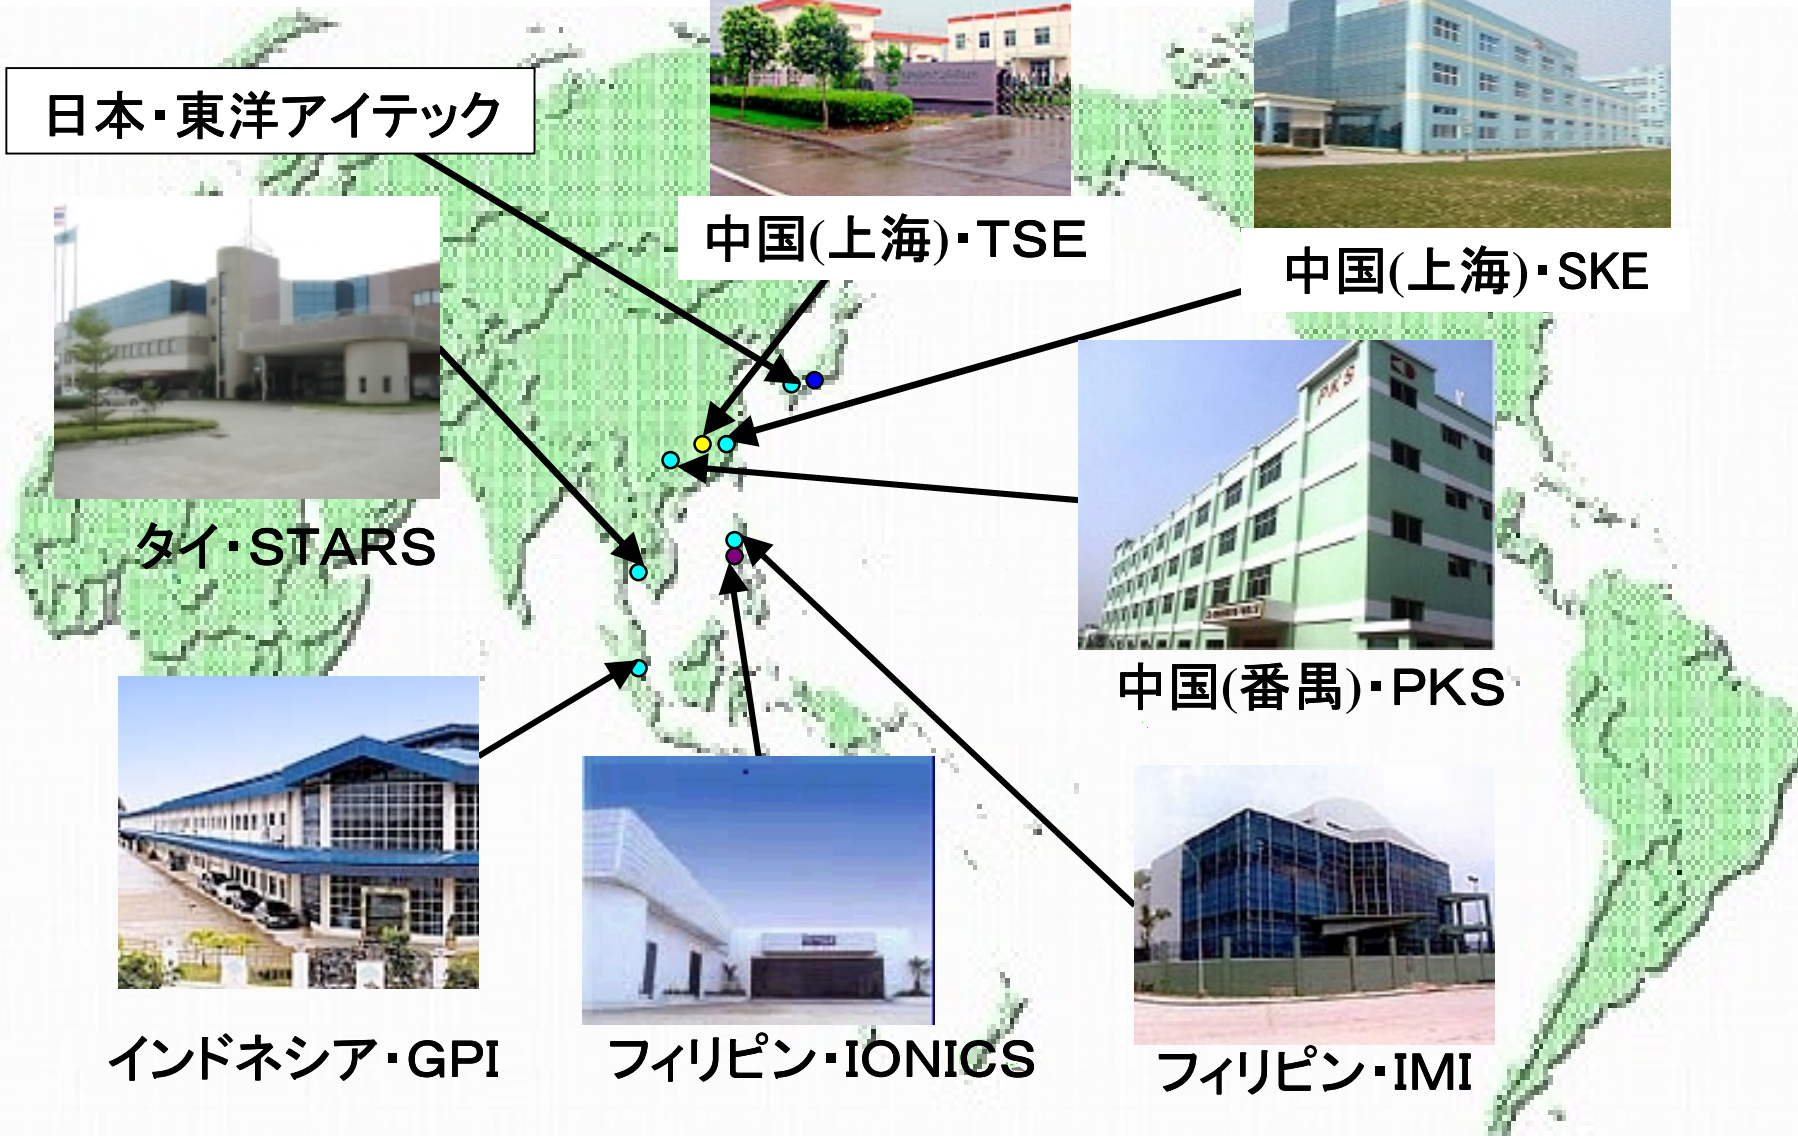 日本・東洋アイテック
中国(上海)・TSE
中国(上海)・SKE
タイ・STARS
PKS
中国(番禺)・PKS
インドネシア・GPI
フィリピン・IONICS
フィリピン・IMI